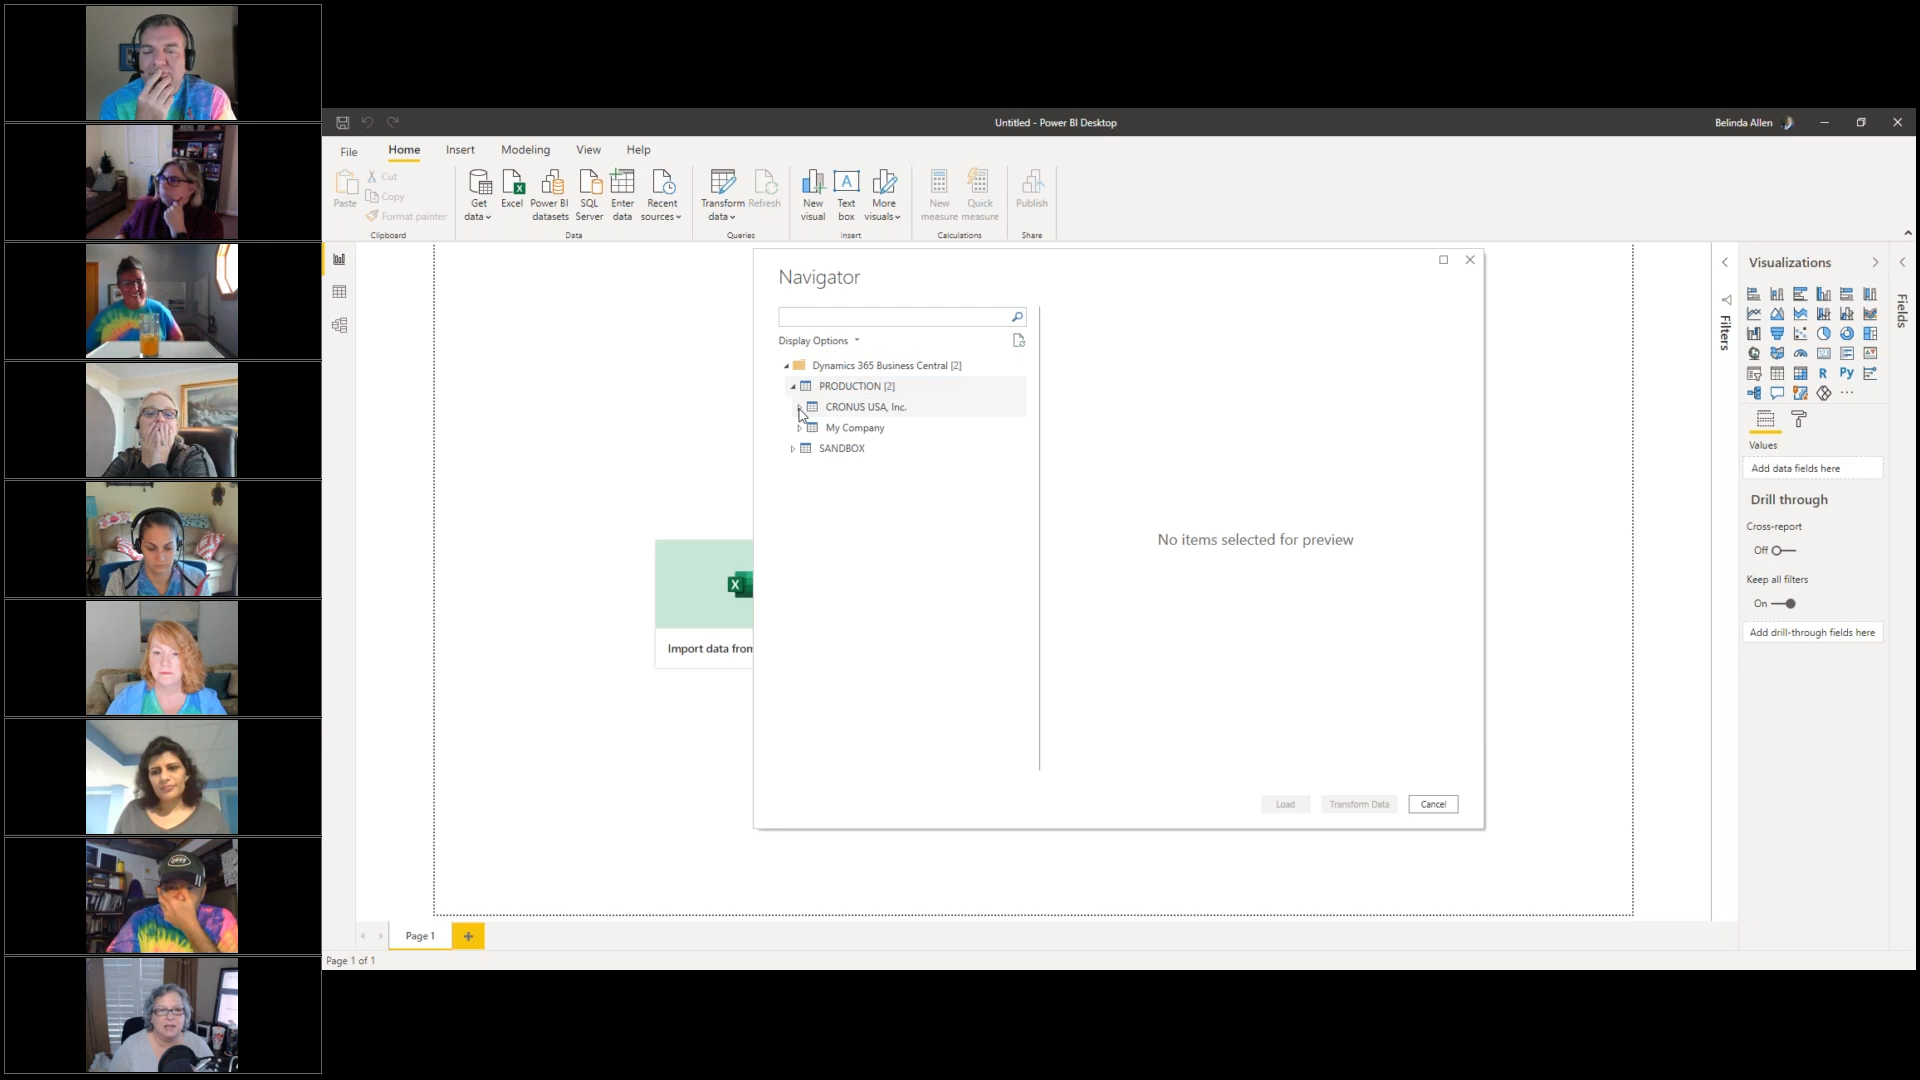 Untitled - Power BI Desktop
Belinda Allen
File
Home
Insert
Modeling
View
Help
Paste
Cut
Copy
Format painter
Clipboard
Get data
Excel
Power BI datasets
SQL Server
Enter data
Recent sources
Data
Transform data
Refresh
Queries
New visual
Text box
More visuals
Insert
New measure
Quick measure
Calculations
Publish
Share
Navigator
Display Options
Dynamics 365 Business Central [2]
PRODUCTION [2]
CRONUS USA, Inc.
My Company
SANDBOX
No items selected for preview
Load
Transform Data
Cancel
Import data from
Filters
Visualizations
R
Py
Values
Add data fields here
Drill through
Cross-report
Off
Keep all filters
On
Add drill-through fields here
Fields
Page 1
Page 1 of 1